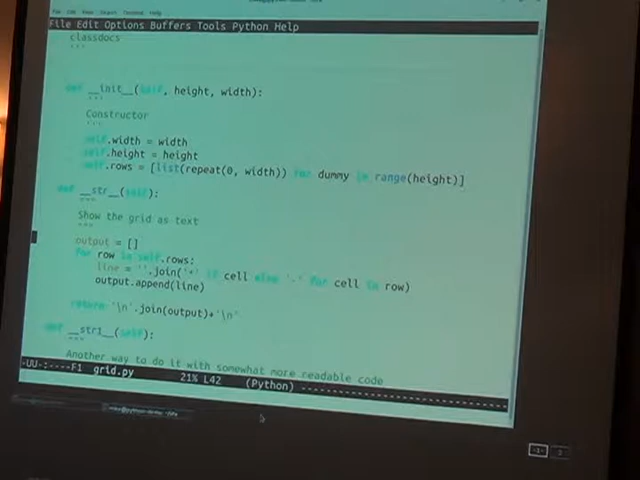 File Edit Options Buffers Tools Python Help
classdocs
'''
def __init__(self, height, width):
'''
Constructor
'''
self.width = width
self.height = height
self.rows = [list(repeat(0, width)) for dummy in range(height)]
def __str__(self):
'''
Show the grid as text
'''
output = []
for row in self.rows:
line = ''.join('*' if cell else '.' for cell in row)
output.append(line)
return '\n'.join(output)+'\n'
def __str1__(self):
'''
Another way to do it with somewhat more readable code
-UU-:----F1 grid.py 21% L42 (Python)